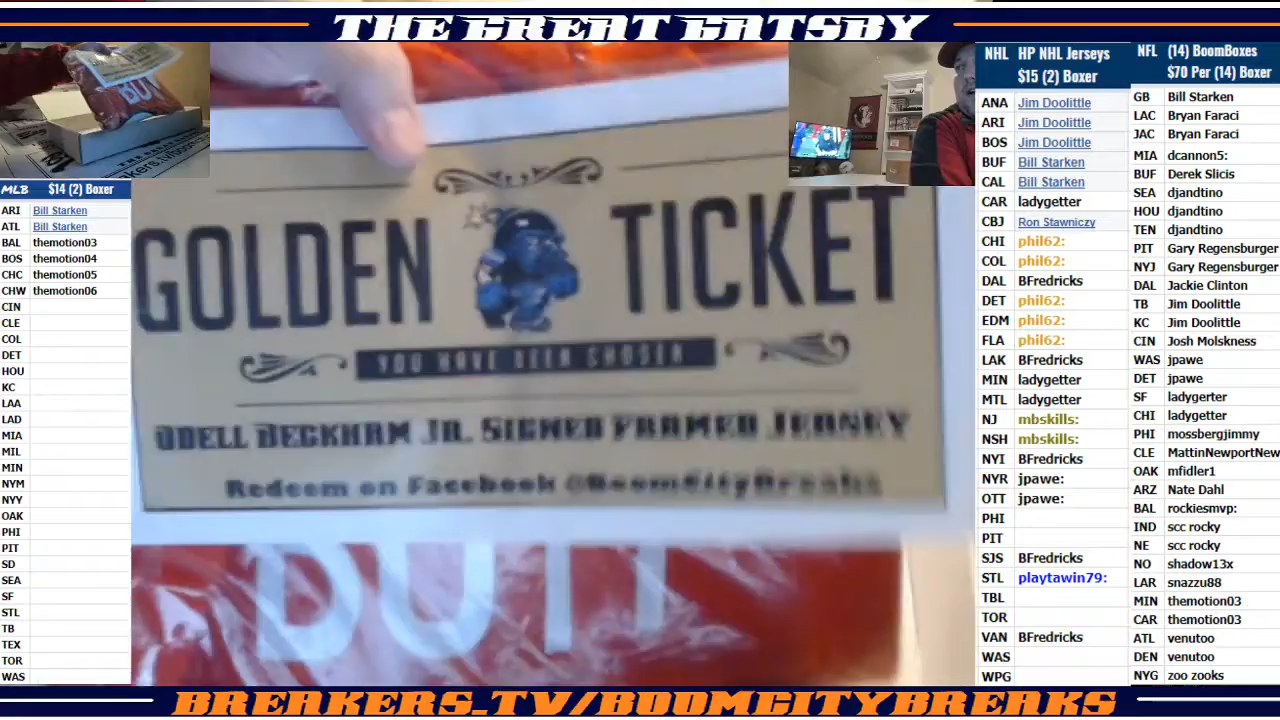 THE GREAT GATSBY
MLB $14 (2) Boxer
ARI Bill Starken
ATL Bill Starken
BAL themotion03
BOS themotion04
CHC themotion05
CHW themotion06
CIN
CLE
COL
DET
HOU
KC
LAA
LAD
MIA
MIL
MIN
NYM
NYY
OAK
PHI
PIT
SD
SEA
SF
STL
TB
TEX
TOR
WAS
GOLDEN TICKET
YOU HAVE BEEN CHOSEN
ODELL BECKHAM JR. SIGNED FRAMED JERSEY
Redeem on Facebook @BoomCityBreaks
NHL HP NHL Jerseys
$15 (2) Boxer
ANA Jim Doolittle
ARI Jim Doolittle
BOS Jim Doolittle
BUF Bill Starken
CAL Bill Starken
CAR ladygetter
CBJ Ron Stawniczy
CHI phil62:
COL phil62:
DAL BFredricks
DET phil62:
EDM phil62:
FLA phil62:
LAK BFredricks
MIN ladygetter
MTL ladygetter
NJ mbskills:
NSH mbskills:
NYI BFredricks
NYR jpawe:
OTT jpawe:
PHI
PIT
SJS BFredricks
STL playtawin79:
TBL
TOR
VAN BFredricks
WAS
WPG
NFL (14) BoomBoxes
$70 Per (14) Boxer
GB Bill Starken
LAC Bryan Faraci
JAC Bryan Faraci
MIA dcannon5:
BUF Derek Slicis
SEA djandtino
HOU djandtino
TEN djandtino
PIT Gary Regensburger
NYJ Gary Regensburger
DAL Jackie Clinton
TB Jim Doolittle
KC Jim Doolittle
CIN Josh Molskness
WAS jpawe
DET jpawe
SF ladygerter
CHI ladygetter
PHI mossbergjimmy
CLE MattinNewportNew
OAK mfidler1
ARZ Nate Dahl
BAL rockiesmvp:
IND scc rocky
NE scc rocky
NO shadow13x
LAR snazzu88
MIN themotion03
CAR themotion03
ATL venutoo
DEN venutoo
NYG zoo zooks
BREAKERS.TV/BOOMCITYBREAKS